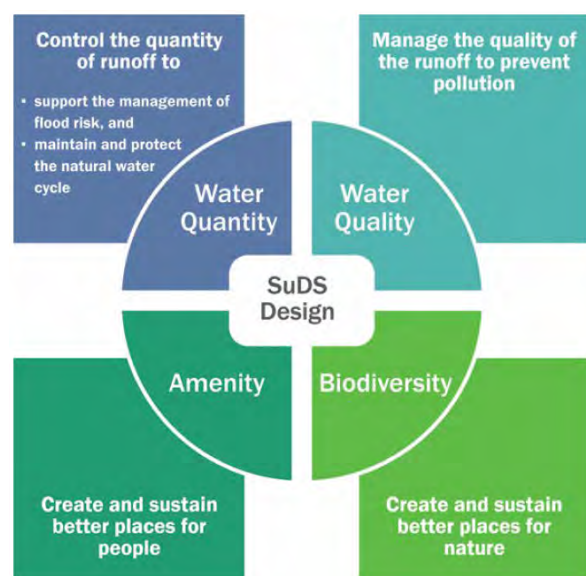 Control the quantity
of runoff to
• support the management of
flood risk, and
• maintain and protect
the natural water
cycle
Manage the quality of
the runoff to prevent
pollution
Water
Quantity
Water
Quality
SuDS
Design
Amenity
Biodiversity
Create and sustain
better places for
people
Create and sustain
better places for
nature